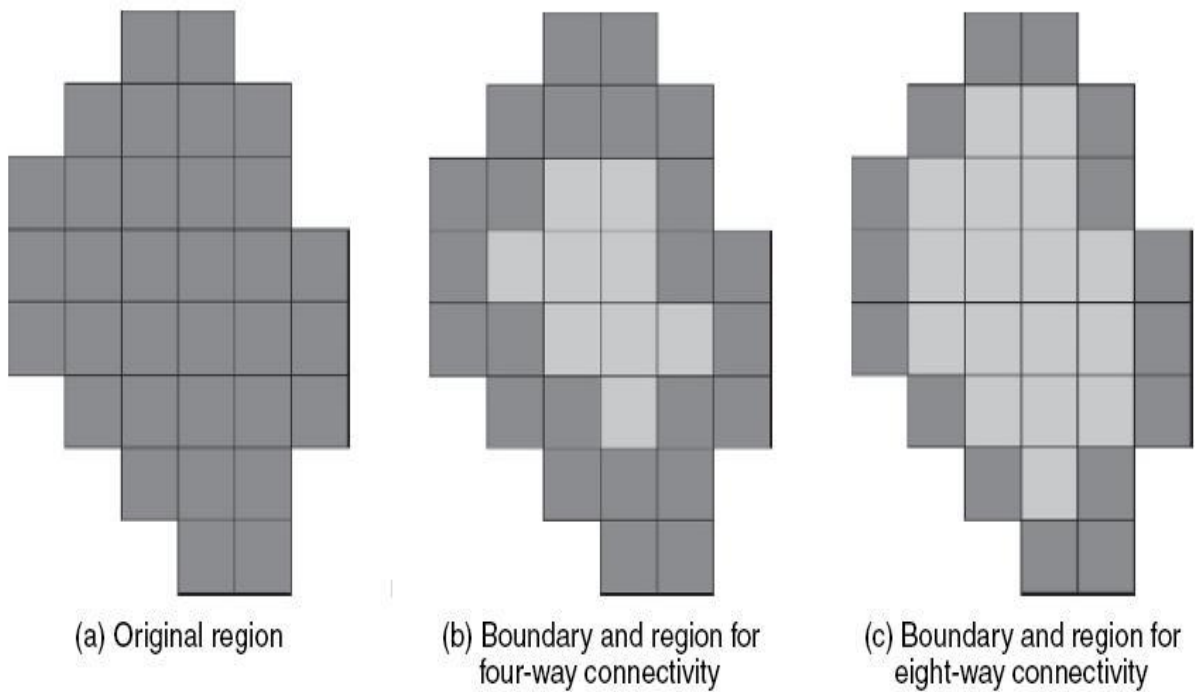 (a) Original region
(b) Boundary and region for
four-way connectivity
(c) Boundary and region for
eight-way connectivity